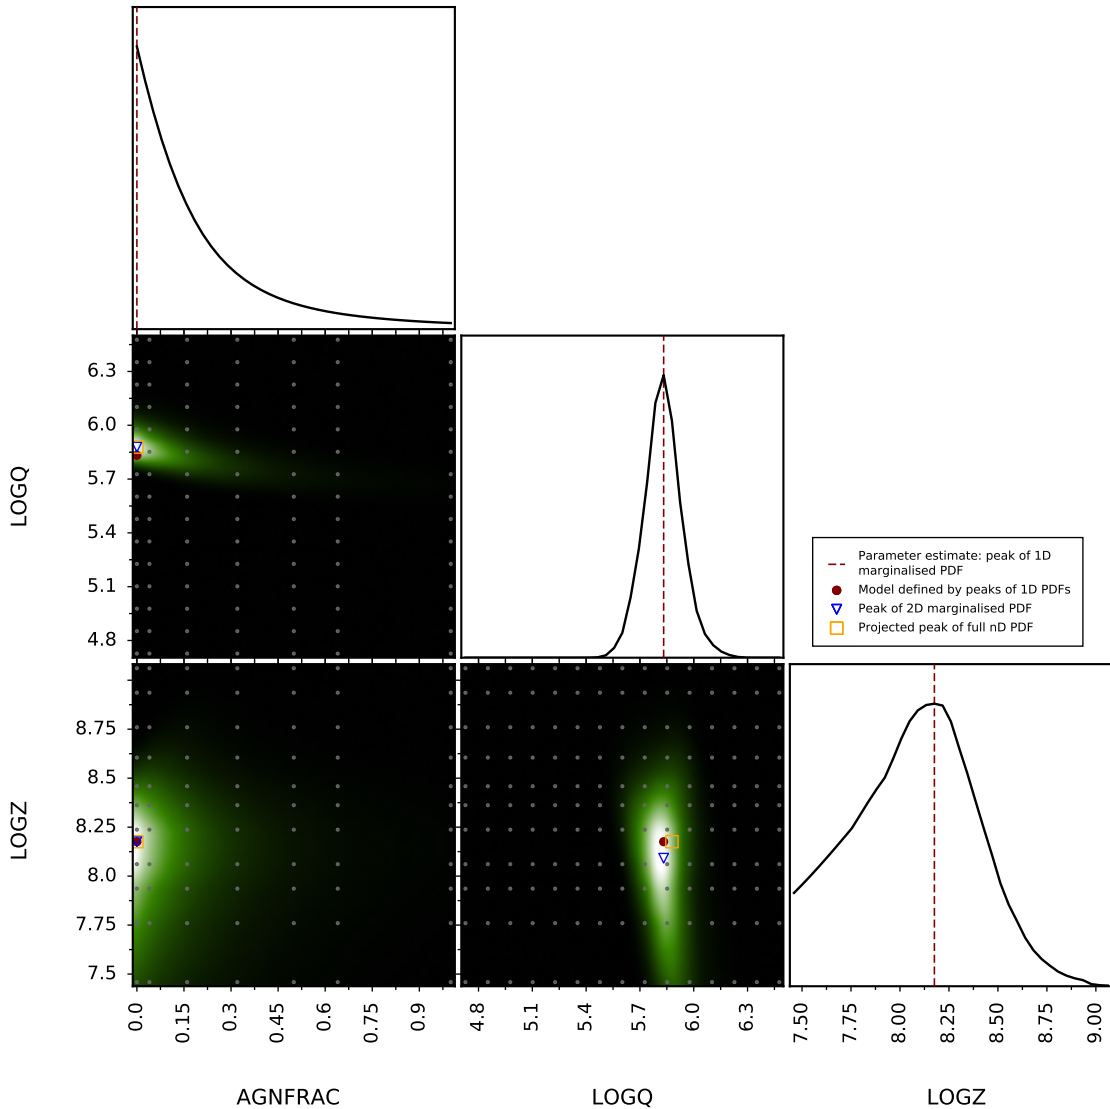 6.3
6.0
5.7
5.4
5.1
4.8
LOGQ
Parameter estimate: peak of 1D
marginalised PDF
Model defined by peaks of 1D PDFs
Peak of 2D marginalised PDF
Projected peak of full nD PDF
8.75
8.5
8.25
8.0
7.75
7.5
LOGZ
0.0 0.15 0.3 0.45 0.6 0.75 0.9
4.8 5.1 5.4 5.7 6.0 6.3
7.50 7.75 8.00 8.25 8.50 8.75 9.00
AGNFRAC LOGQ LOGZ